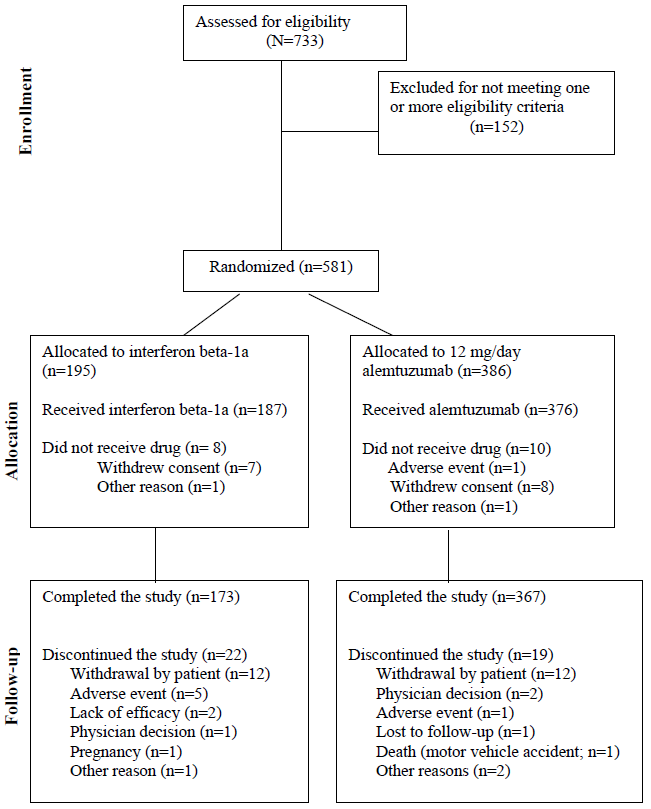 Enrollment
Assessed for eligibility
(N=733)
Excluded for not meeting one
or more eligibility criteria
(n=152)
Randomized (n=581)
Allocation
Allocated to interferon beta-1a
(n=195)
Received interferon beta-1a (n=187)
Did not receive drug (n= 8)
Withdrew consent (n=7)
Other reason (n=1)
Allocated to 12 mg/day
alemtuzumab (n=386)
Received alemtuzumab (n=376)
Did not receive drug (n=10)
Adverse event (n=1)
Withdrew consent (n=8)
Other reason (n=1)
Follow-up
Completed the study (n=173)
Discontinued the study (n=22)
Withdrawal by patient (n=12)
Adverse event (n=5)
Lack of efficacy (n=2)
Physician decision (n=1)
Pregnancy (n=1)
Other reason (n=1)
Completed the study (n=367)
Discontinued the study (n=19)
Withdrawal by patient (n=12)
Physician decision (n=2)
Adverse event (n=1)
Lost to follow-up (n=1)
Death (motor vehicle accident; n=1)
Other reasons (n=2)